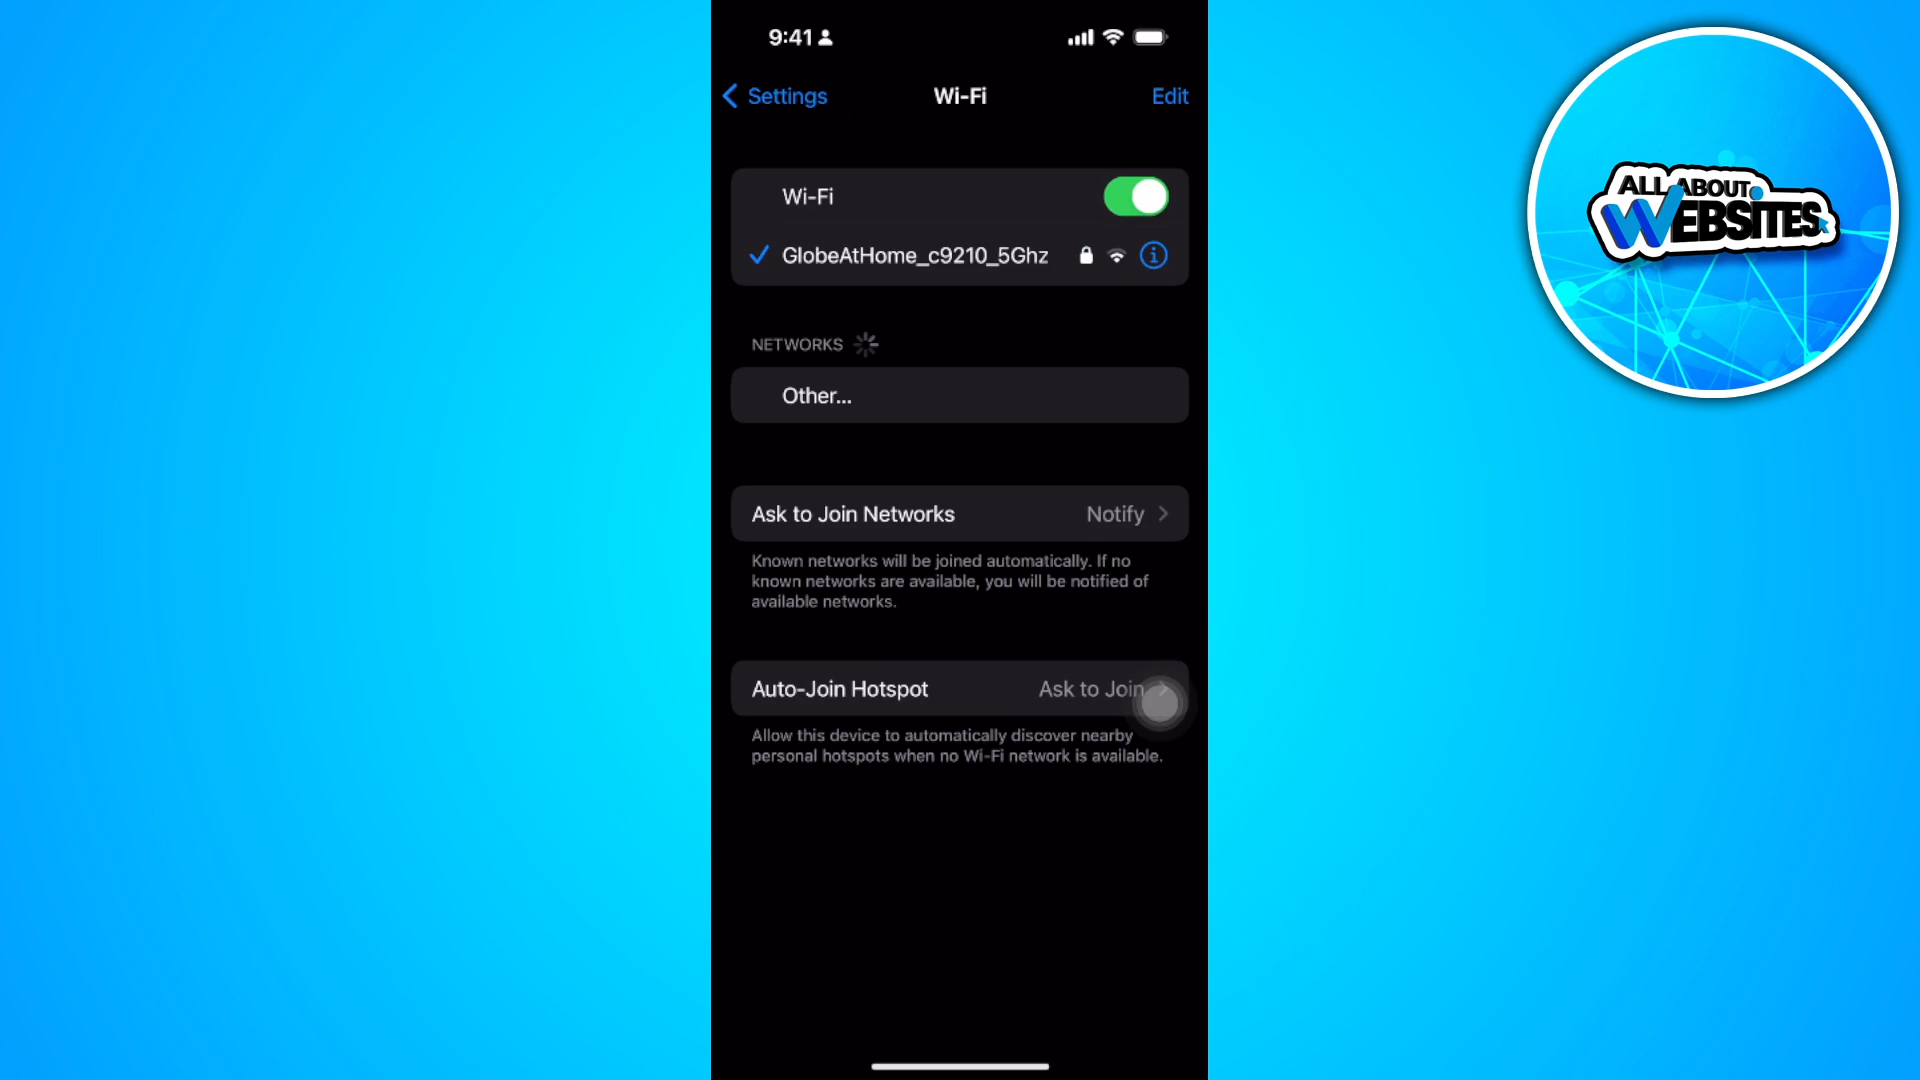 9:41
Settings
Wi-Fi
Edit
Wi-Fi
GlobeAtHome_c9210_5Ghz
NETWORKS
Other...
Ask to Join Networks
Notify
Known networks will be joined automatically. If no
known networks are available, you will be notified of
available networks.
Auto-Join Hotspot
Ask to Join
Allow this device to automatically discover nearby
personal hotspots when no Wi-Fi network is available.
ALL ABOUT
WEBSITES